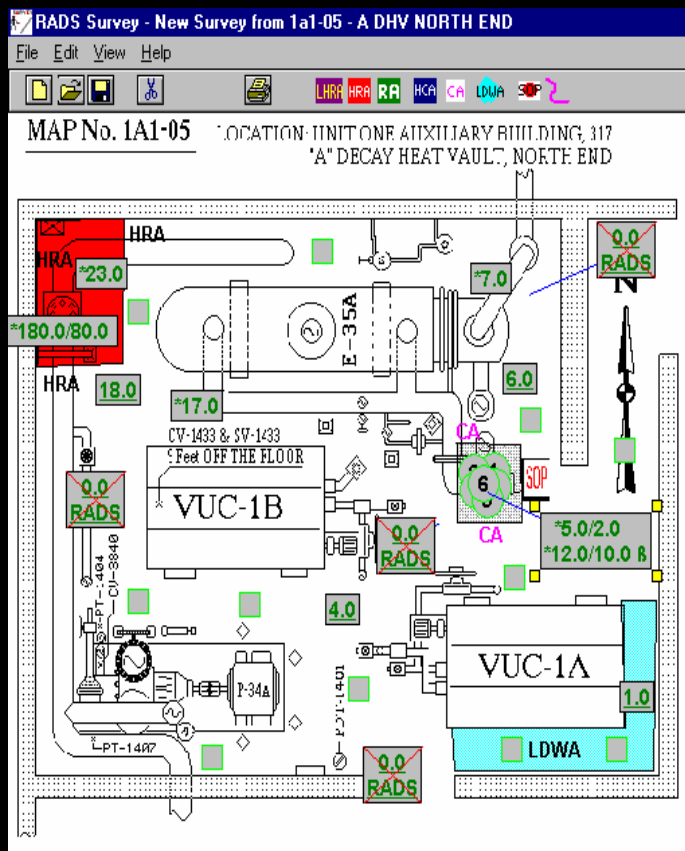 RADS Survey - New Survey from 1a1-05 - A DHV NORTH END
File Edit View Help
LHRA HRA RA HCA CA LDWA SOP
MAP No. 1A1-05 LOCATION: UNIT ONE AUXILIARY BUILDING, 317
"A" DECAY HEAT VAULT, NORTH END
HRA
0.0
RADS
HRA
*23.0
*7.0
N
*180.0/80.0
E-35A
HRA
18.0
6.0
*17.0
CV-1433 & SV-1433
9 Feet OFF THE FLOOR
CA
SOP
6
0.0
RADS
VUC-1B
*5.0/2.0
*12.0/10.0 ß
CA
0.0
RADS
PT-1404
CV-3840
4.0
VUC-1A
P-34A
PDT-1401
1.0
PT-1407
LDWA
0.0
RADS